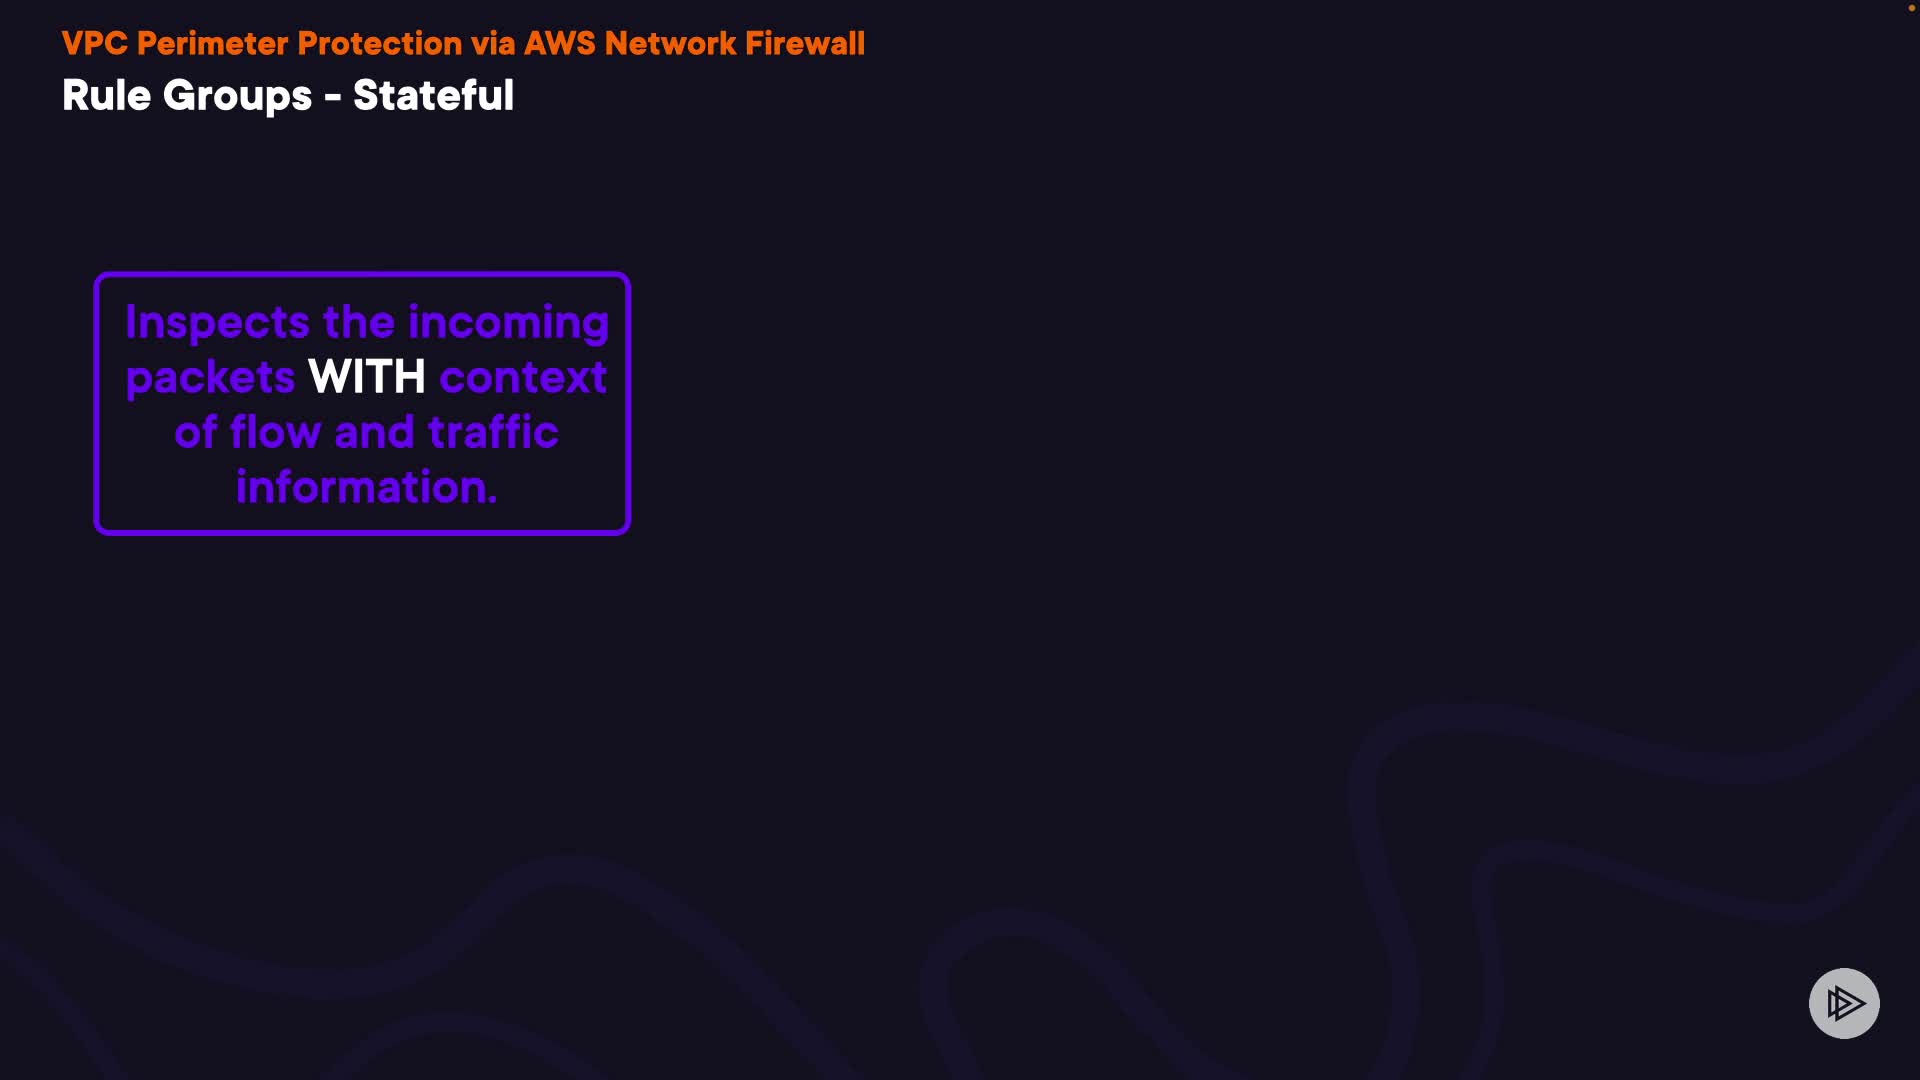 VPC Perimeter Protection via AWS Network Firewall
Rule Groups - Stateful
Inspects the incoming
packets WITH context
of flow and traffic
information.